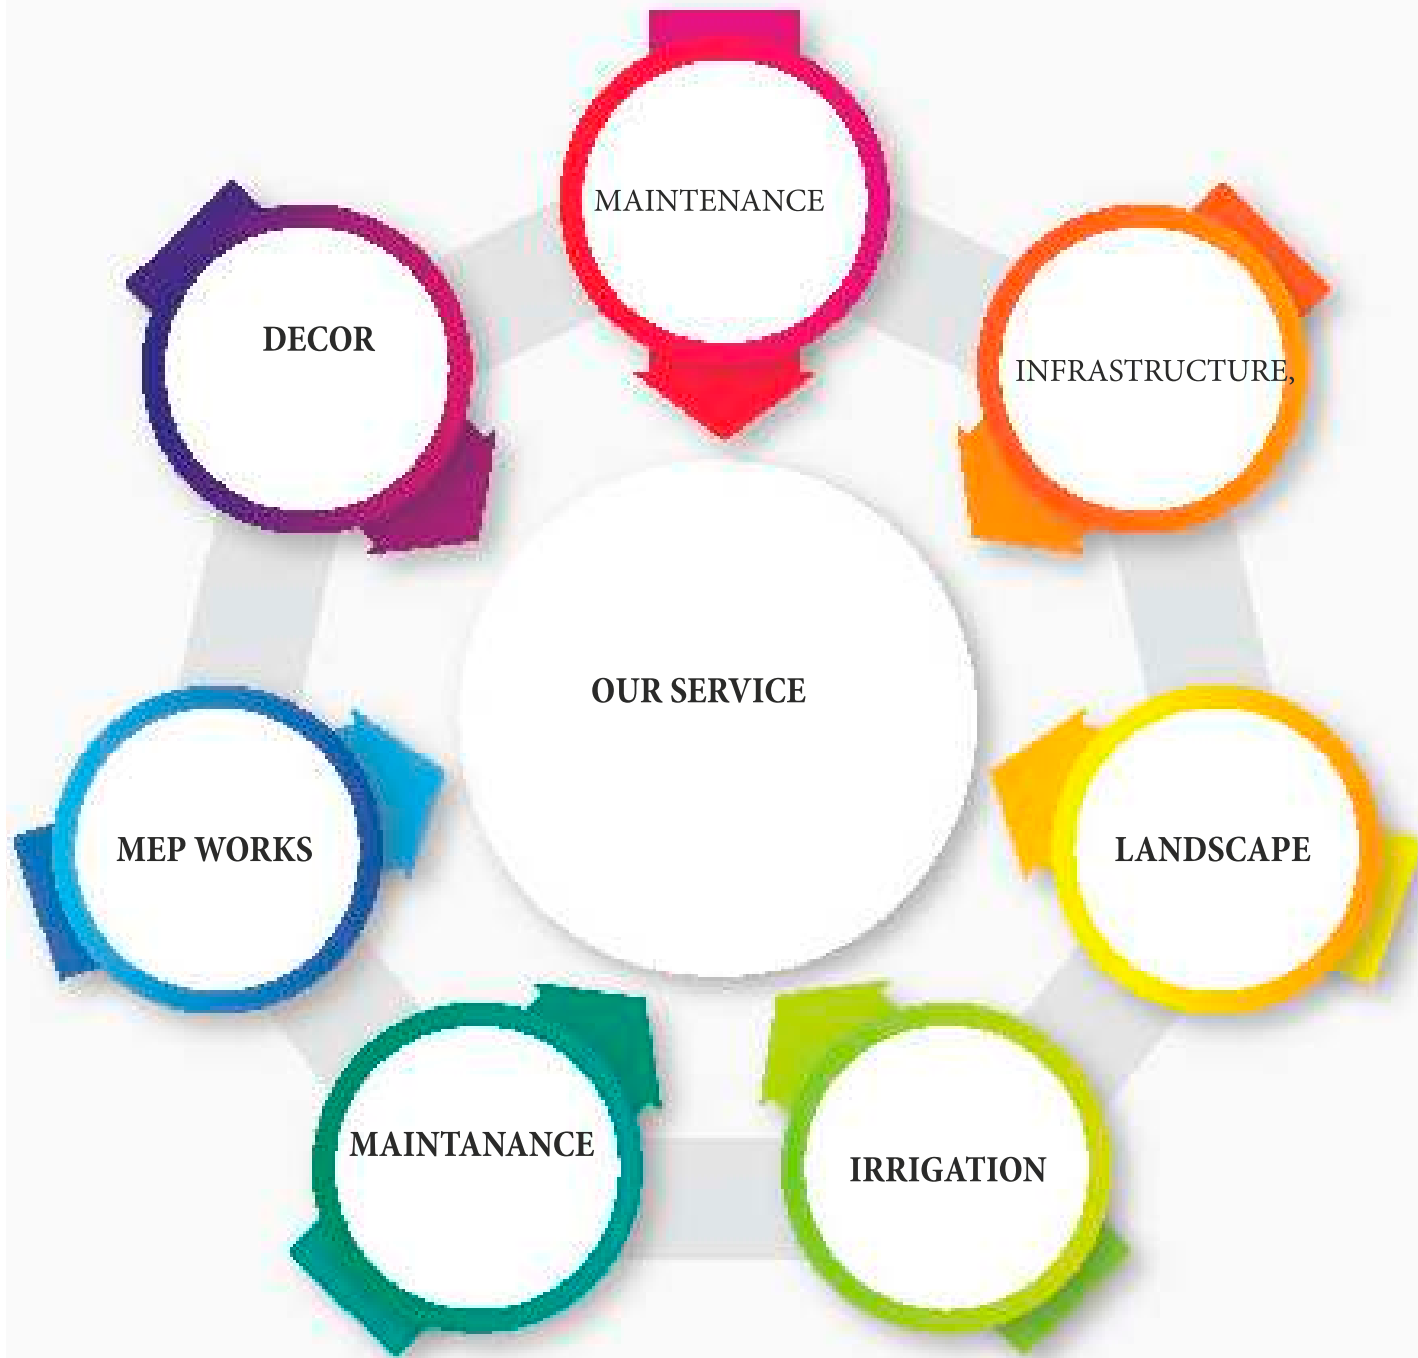 MAINTENANCE
DECOR
INFRASTRUCTURE,
OUR SERVICE
MEP WORKS
LANDSCAPE
MAINTANANCE
IRRIGATION